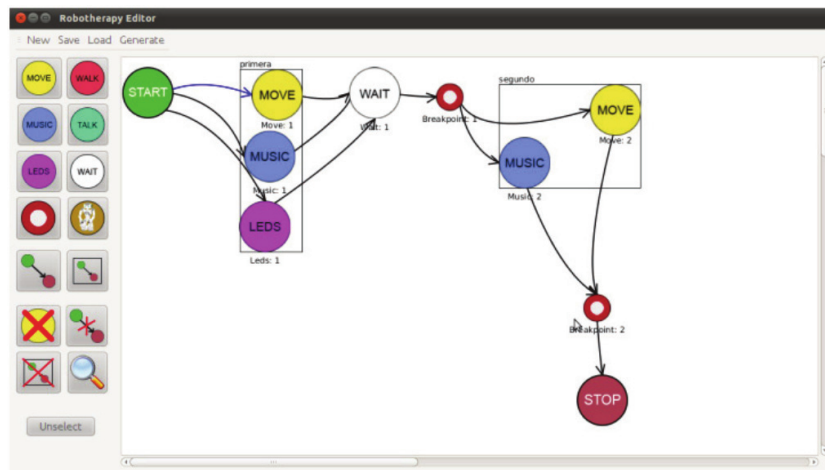 Robotherapy Editor
New Save Load Generate
MOVE WALK
MUSIC TALK
LEDS WAIT
Unselect
primera
START
MOVE
Move: 1
MUSIC
Music: 1
LEDS
Leds: 1
WAIT
Wait: 1
Breakpoint: 1
segundo
MOVE
Move: 2
MUSIC
Music: 2
Breakpoint: 2
STOP